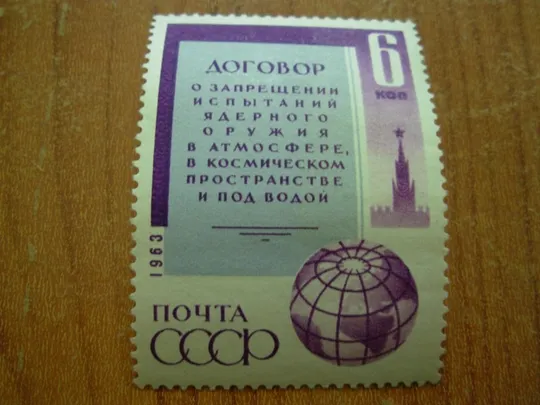 ДОГОВОР
О ЗАПРЕЩЕНИИ
ИСПЫТАНИЙ
ЯДЕРНОГО
ОРУЖИЯ
В АТМОСФЕРЕ,
В КОСМИЧЕСКОМ
ПРОСТРАНСТВЕ
И ПОД ВОДОЙ
6
КОП
1963
ПОЧТА
СССР